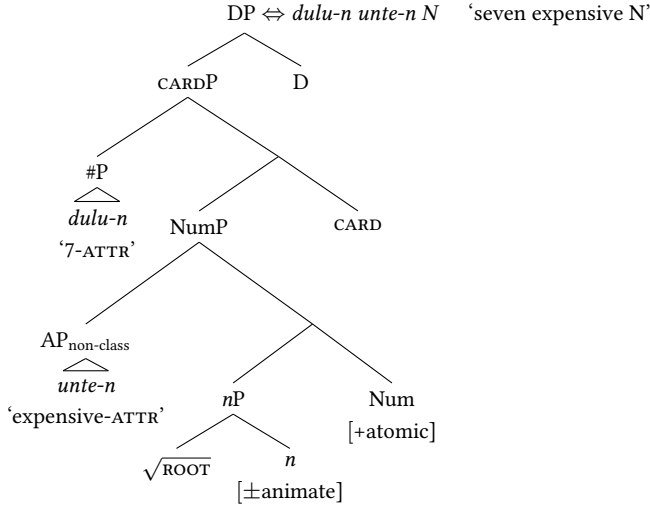 DP ⇔ dulu-n unte-n N ‘seven expensive N’
CARDP D
#P
dulu-n
‘7-ATTR’
NumP CARD
AP non-class
unte-n
‘expensive-ATTR’
nP Num
[+atomic]
√ROOT n
[±animate]